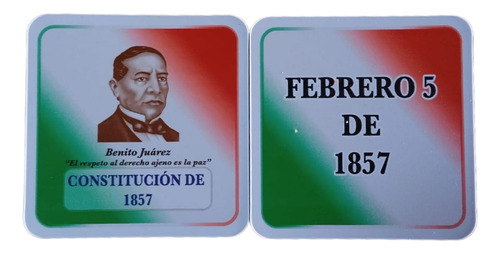 Benito Juárez
"El respeto al derecho ajeno es la paz"
CONSTITUCIÓN DE
1857
FEBRERO 5
DE
1857